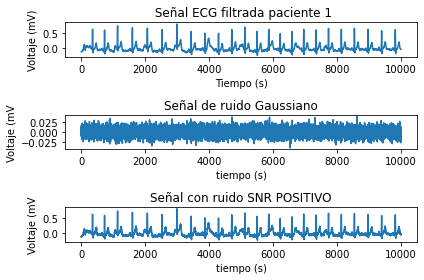 Señal ECG filtrada paciente 1
Voltaje (mV)
0.5
0.0
0 2000 4000 6000 8000 10000
Tiempo (s)
Señal de ruido Gaussiano
Voltaje (mV
0.025
0.000
−0.025
0 2000 4000 6000 8000 10000
tiempo (s)
Señal con ruido SNR POSITIVO
Voltaje (mV
0.5
0.0
0 2000 4000 6000 8000 10000
tiempo (s)